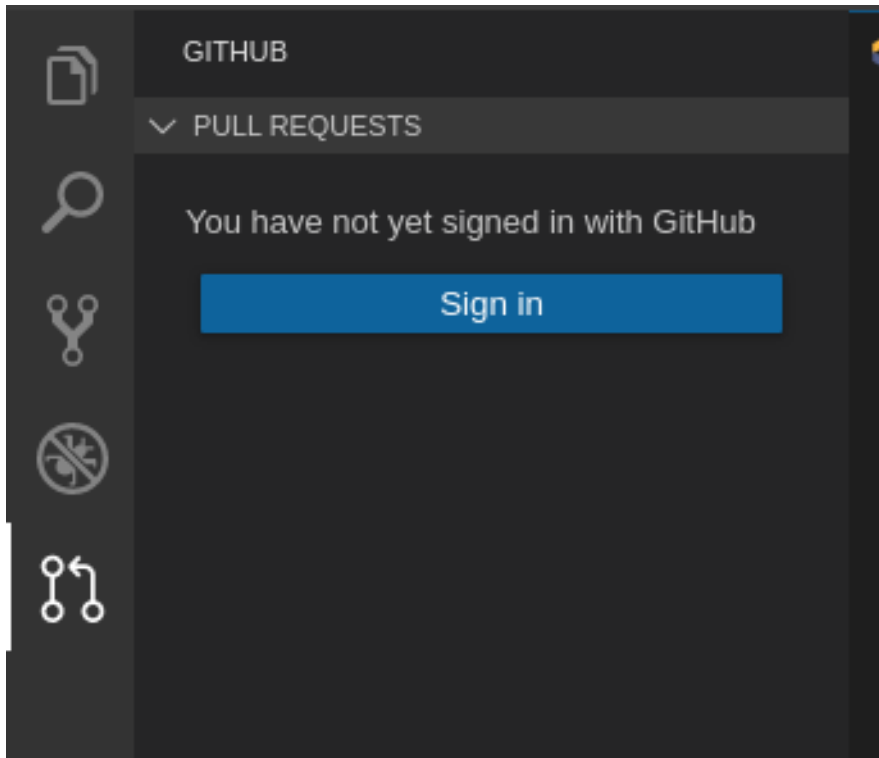 GITHUB
PULL REQUESTS
You have not yet signed in with GitHub
Sign in